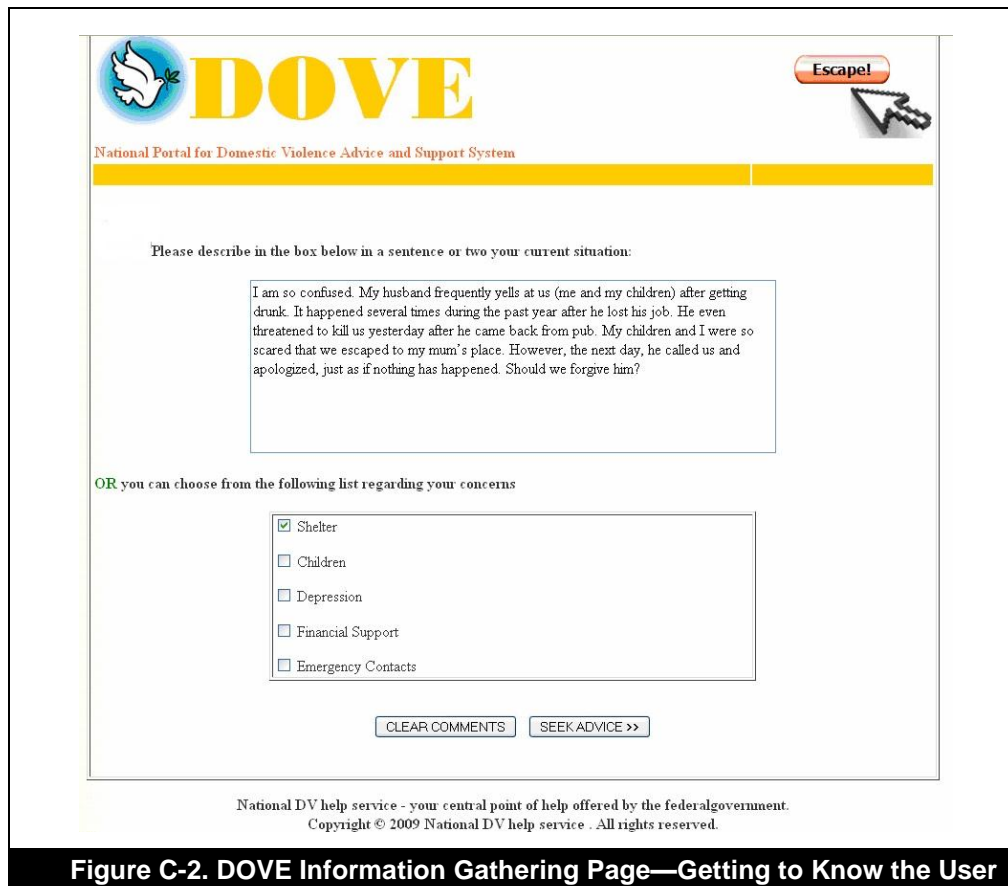 DOVE
Escape!
National Portal for Domestic Violence Advice and Support System
Please describe in the box below in a sentence or two your current situation:
I am so confused. My husband frequently yells at us (me and my children) after getting
drunk. It happened several times during the past year after he lost his job. He even
threatened to kill us yesterday after he came back from pub. My children and I were so
scared that we escaped to my mum's place. However, the next day, he called us and
apologized, just as if nothing has happened. Should we forgive him?
OR you can choose from the following list regarding your concerns
Shelter
Children
Depression
Financial Support
Emergency Contacts
CLEAR COMMENTS SEEK ADVICE >>
National DV help service - your central point of help offered by the federalgovernment.
Copyright © 2009 National DV help service . All rights reserved.
Figure C-2. DOVE Information Gathering Page—Getting to Know the User